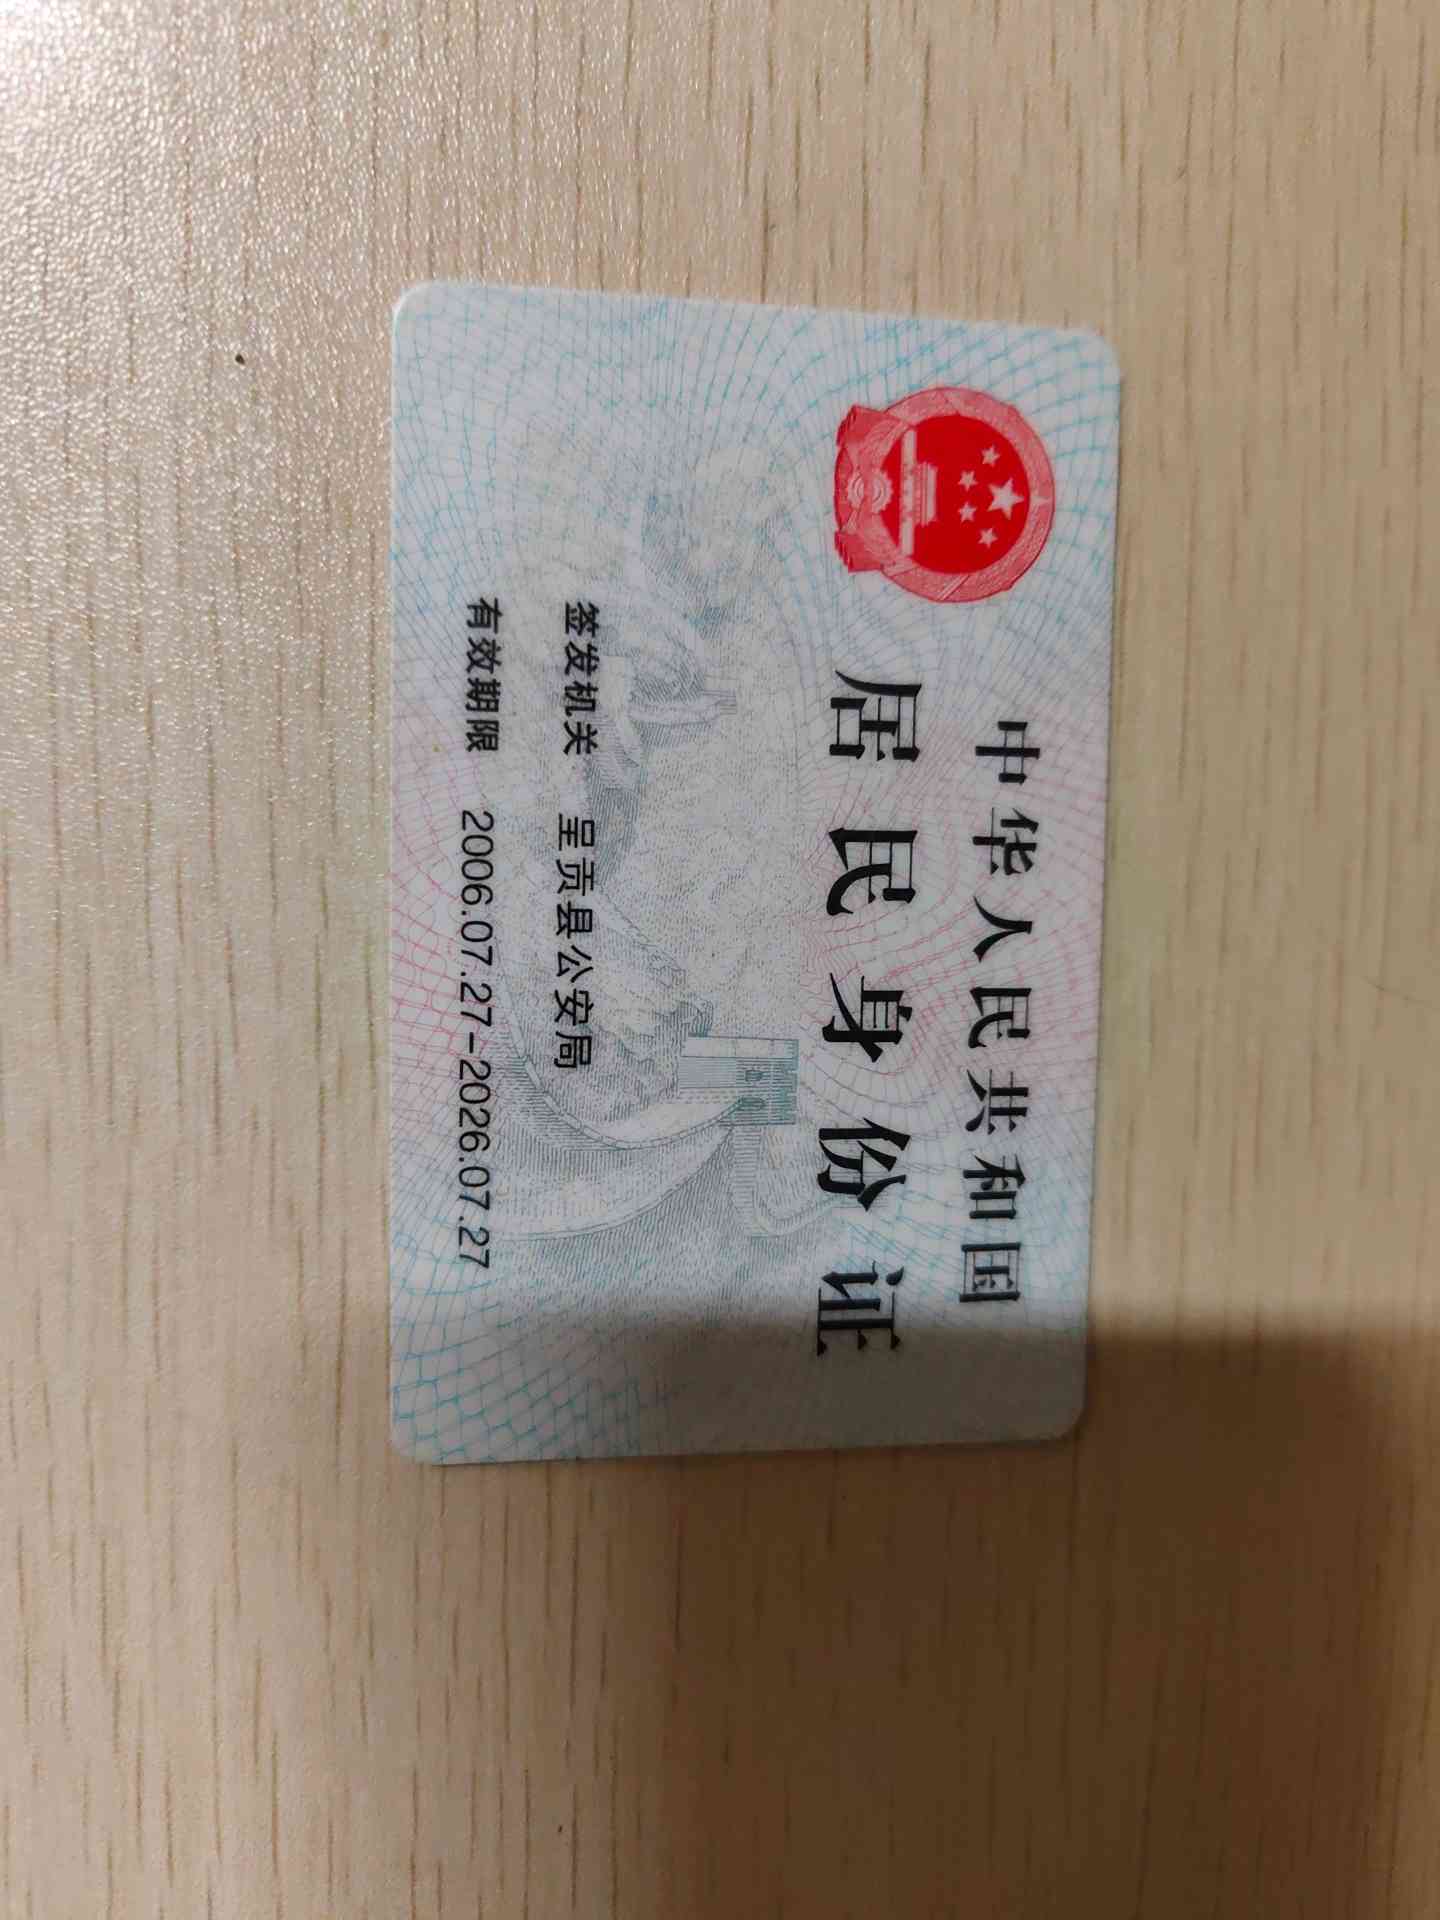 中华人民共和国
居民身份证
签发机关 呈贡县公安局
有效期限 2006.07.27-2026.07.27